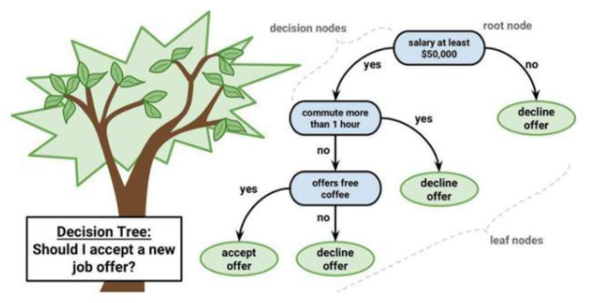 decision nodes
root node
salary at least
$50,000
yes
no
commute more
than 1 hour
yes
decline
offer
no
offers free
coffee
decline
offer
yes
no
leaf nodes
Decision Tree:
Should I accept a new
job offer?
accept
offer
decline
offer